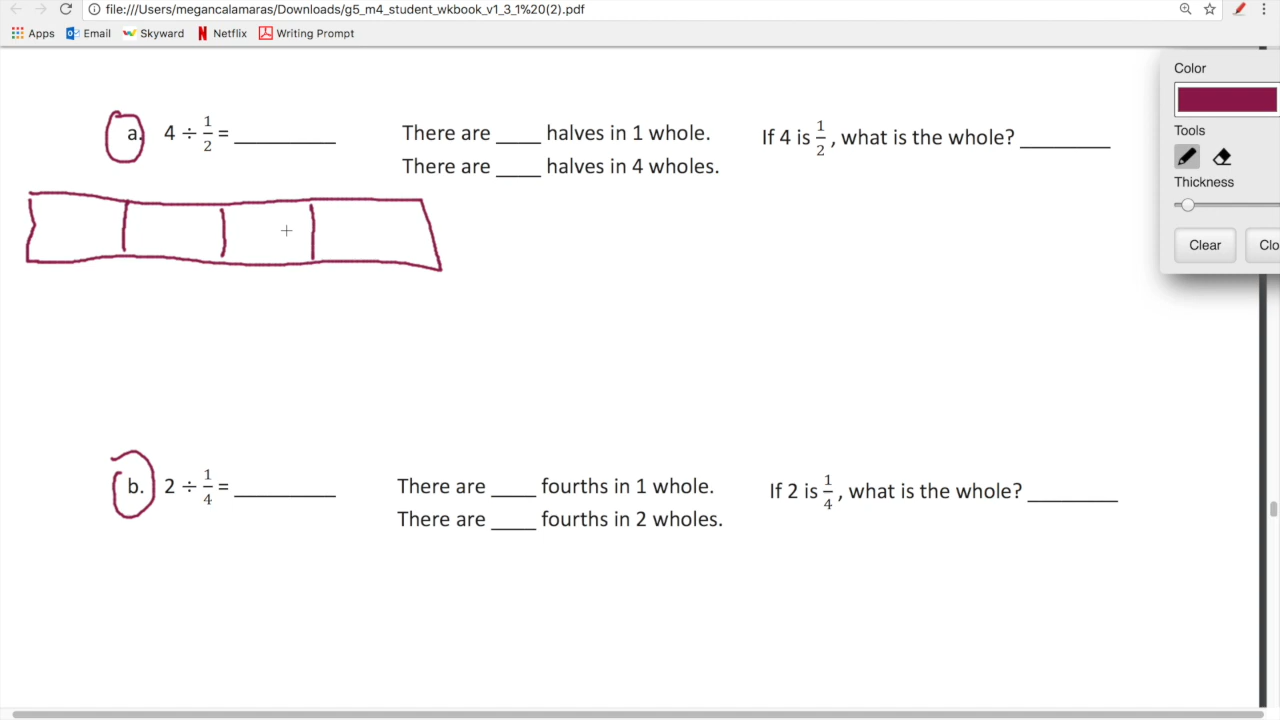 file:///Users/megancalamaras/Downloads/g5_m4_student_wkbook_v1_3_1%20(2).pdf
Apps Email Skyward Netflix Writing Prompt
Color
Tools
Thickness
Clear Clo
a. 4 ÷ 1/2 = __________ There are ____ halves in 1 whole. If 4 is 1/2 , what is the whole? ________
There are ____ halves in 4 wholes.
b. 2 ÷ 1/4 = __________ There are ____ fourths in 1 whole. If 2 is 1/4 , what is the whole? ________
There are ____ fourths in 2 wholes.